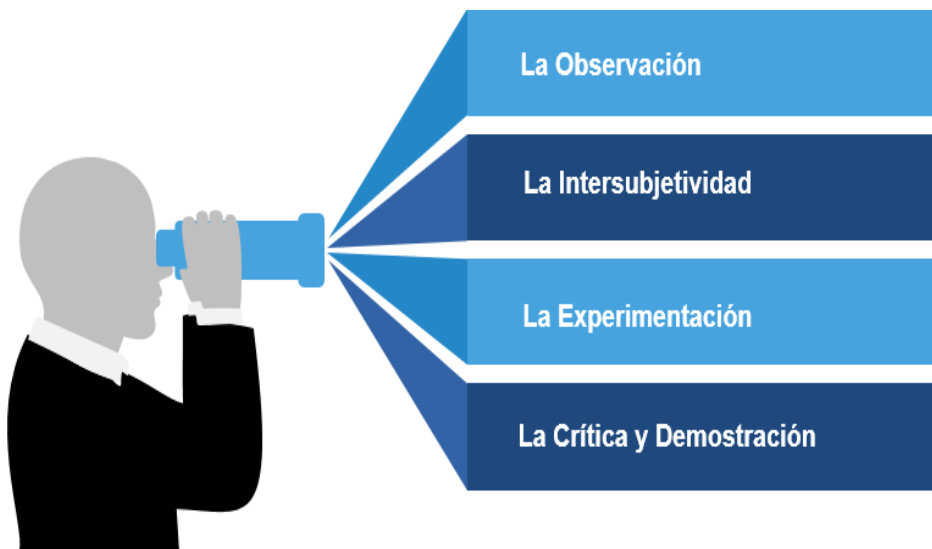 La Observación
La Intersubjetividad
La Experimentación
La Crítica y Demostración